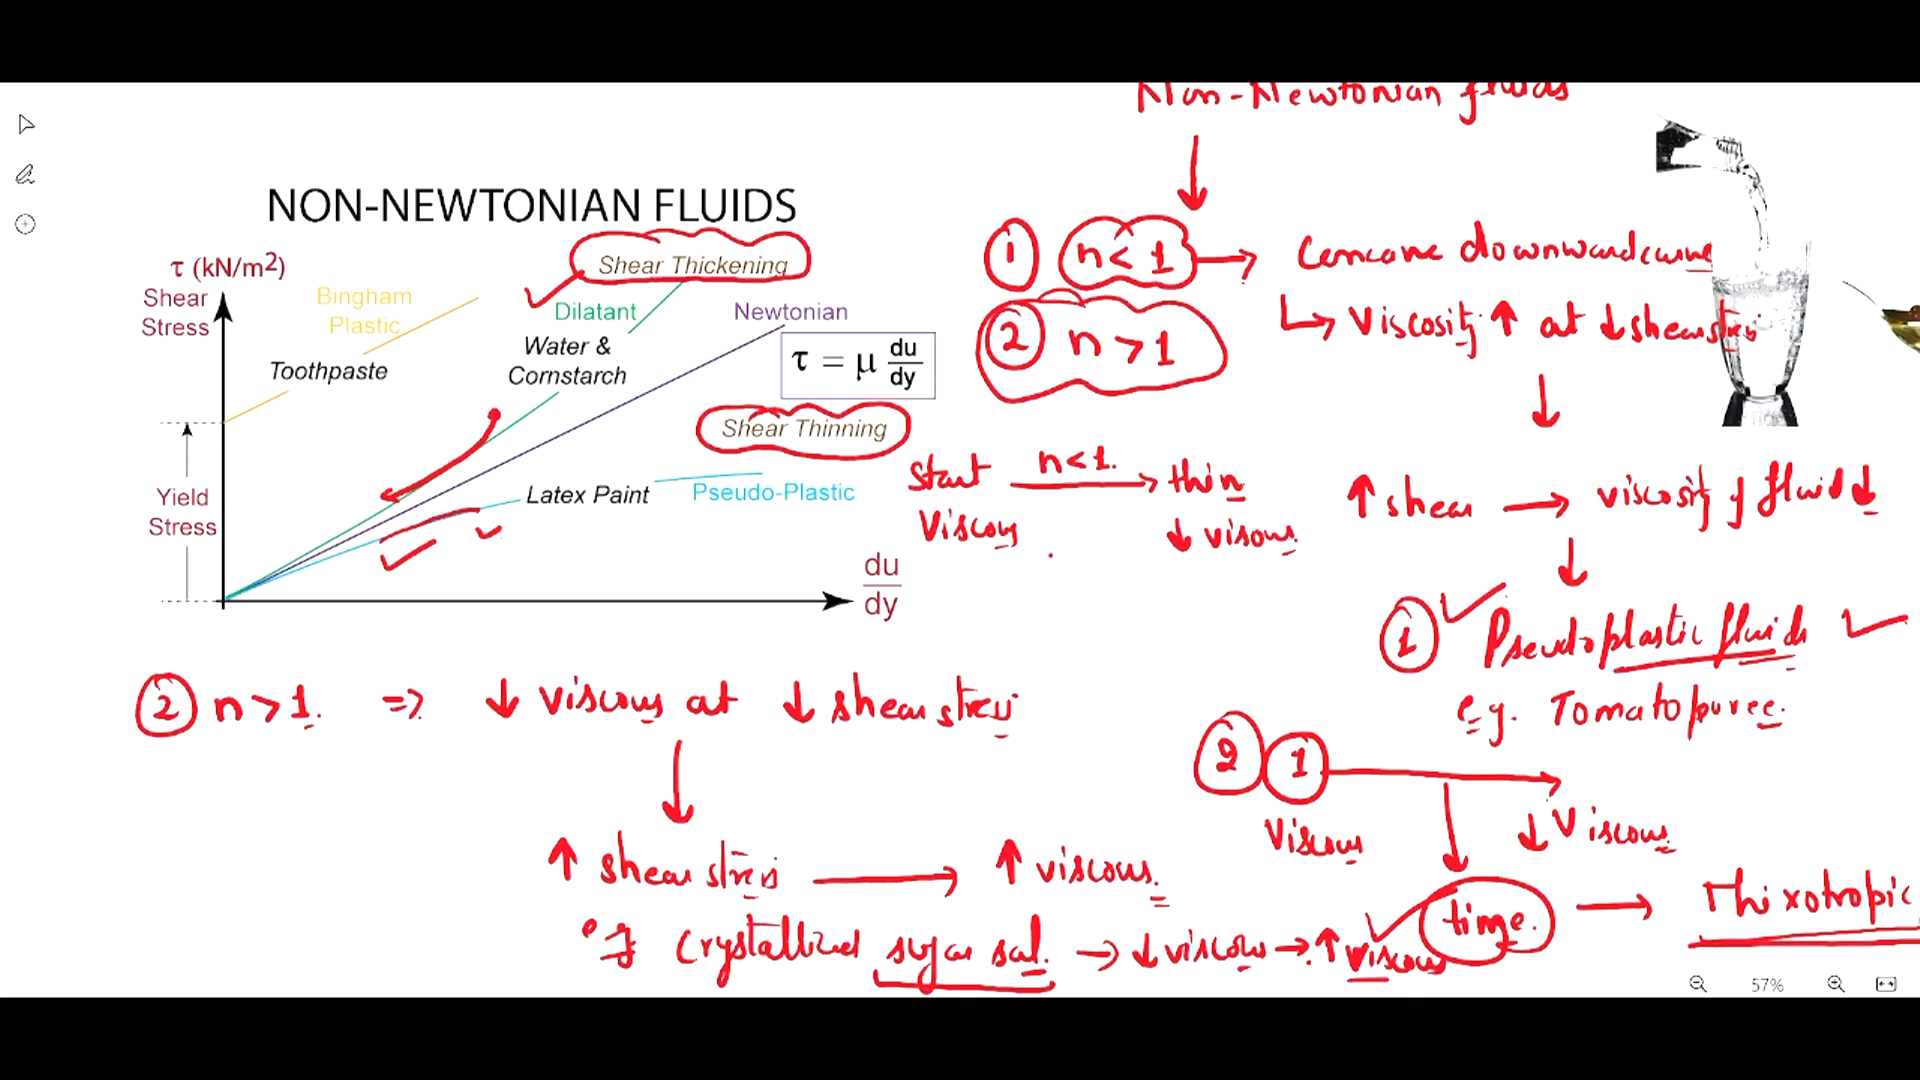 Non-Newtonian fluids
NON-NEWTONIAN FLUIDS
τ (kN/m2)
Shear Stress
Bingham Plastic
Toothpaste
Shear Thickening
Dilatant
Water & Cornstarch
Newtonian
τ = μ du/dy
Shear Thinning
Latex Paint
Pseudo-Plastic
Yield Stress
du/dy
① n < 1 → Concave downward curve
↳ Viscosity ↑ at ↓ shear stress
② n > 1
Start n<1. → thin
Viscous ↓ visous.
↑ shear → viscosity of fluid ↓
① Pseudoplastic fluids
e.g. Tomato puree.
② n > 1. => ↓ viscous at ↓ shear stress
↑ shear stress → ↑ viscous.
eg Crystallized sugar sol. → ↓ viscous → ↑ viscous
② ① →
Viscous ↓ Viscous
time. → Thixotropic
57%